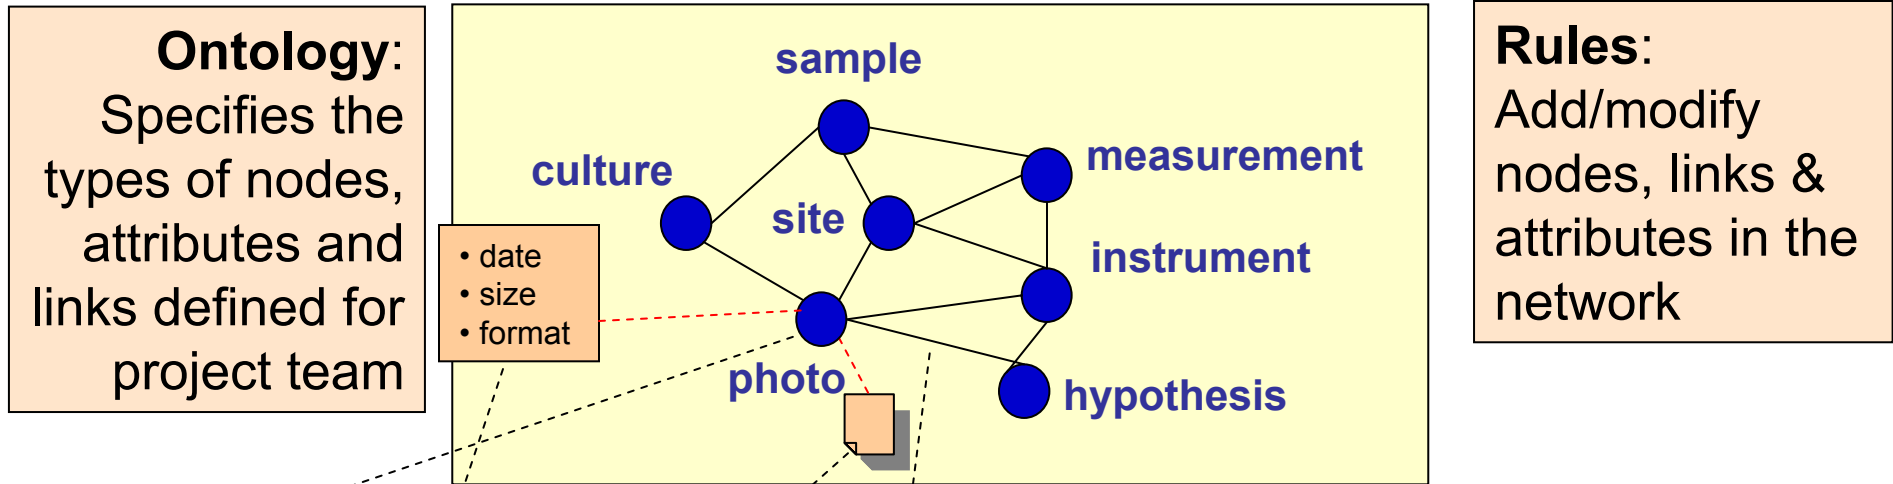 Ontology:
Specifies the
types of nodes,
attributes and
links defined for
project team
sample
culture
measurement
site
instrument
• date
• size
• format
photo
hypothesis
Rules:
Add/modify
nodes, links &
attributes in the
network